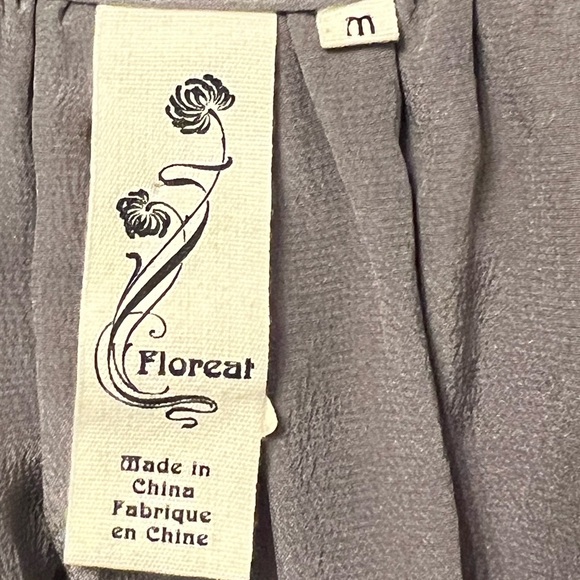 m
Floreat
Made in
China
Fabrique
en Chine